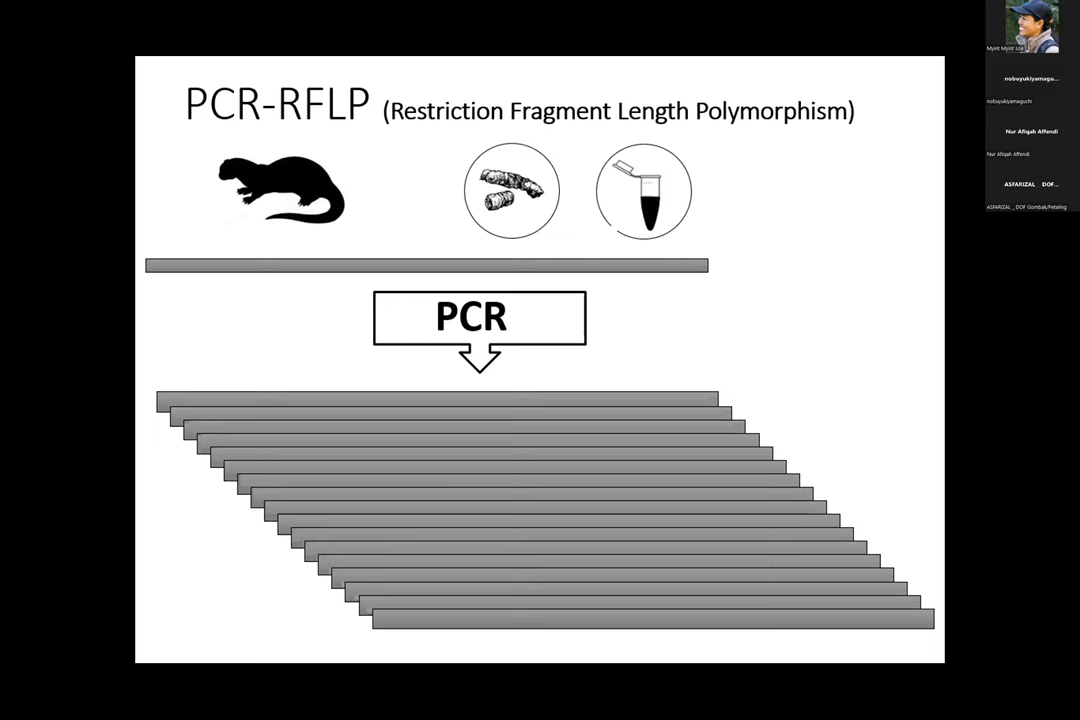 PCR-RFLP (Restriction Fragment Length Polymorphism)
PCR
Myint Myint soe
nobuyukiyamagu...
nobuyukiyamaguchi
Nur Afiqah Affendi
Nur Afiqah Affendi
ASFARIZAL _ DOF...
ASFARIZAL _ DOF Gombak/Petaling